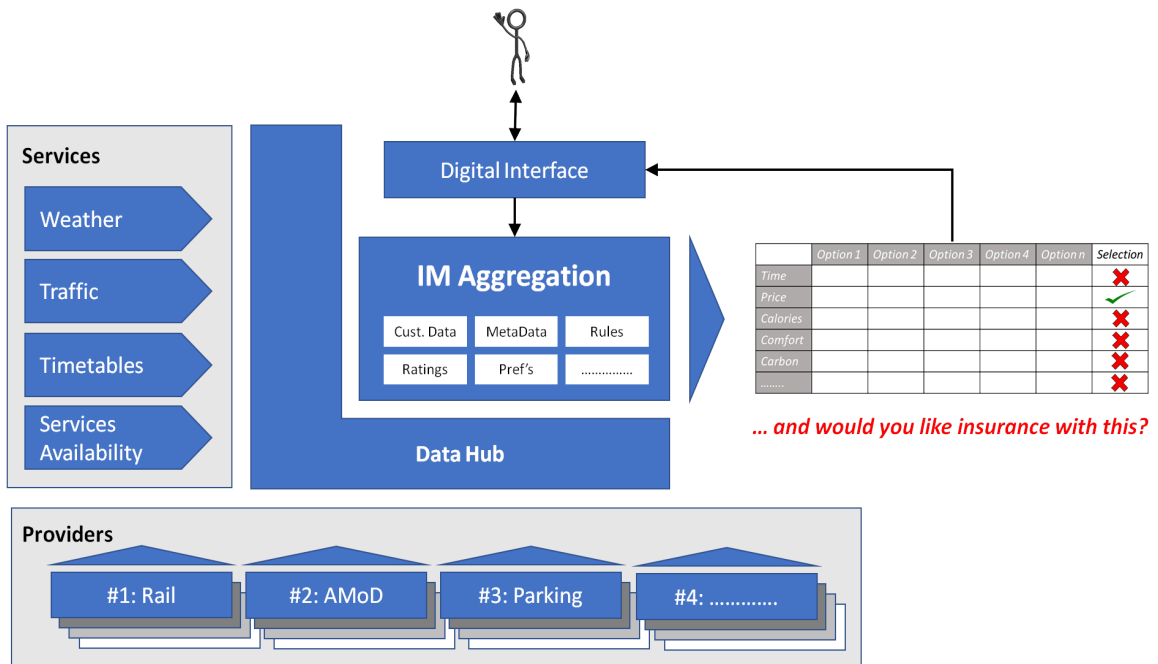 Services
Weather
Traffic
Timetables
Services
Availability
Digital Interface
IM Aggregation
Cust. Data
MetaData
Rules
Ratings
Pref's
...............
Data Hub
Option 1 Option 2 Option 3 Option 4 Option n Selection
Time
Price
Calories
Comfort
Carbon
........
... and would you like insurance with this?
Providers
#1: Rail
#2: AMoD
#3: Parking
#4: .............